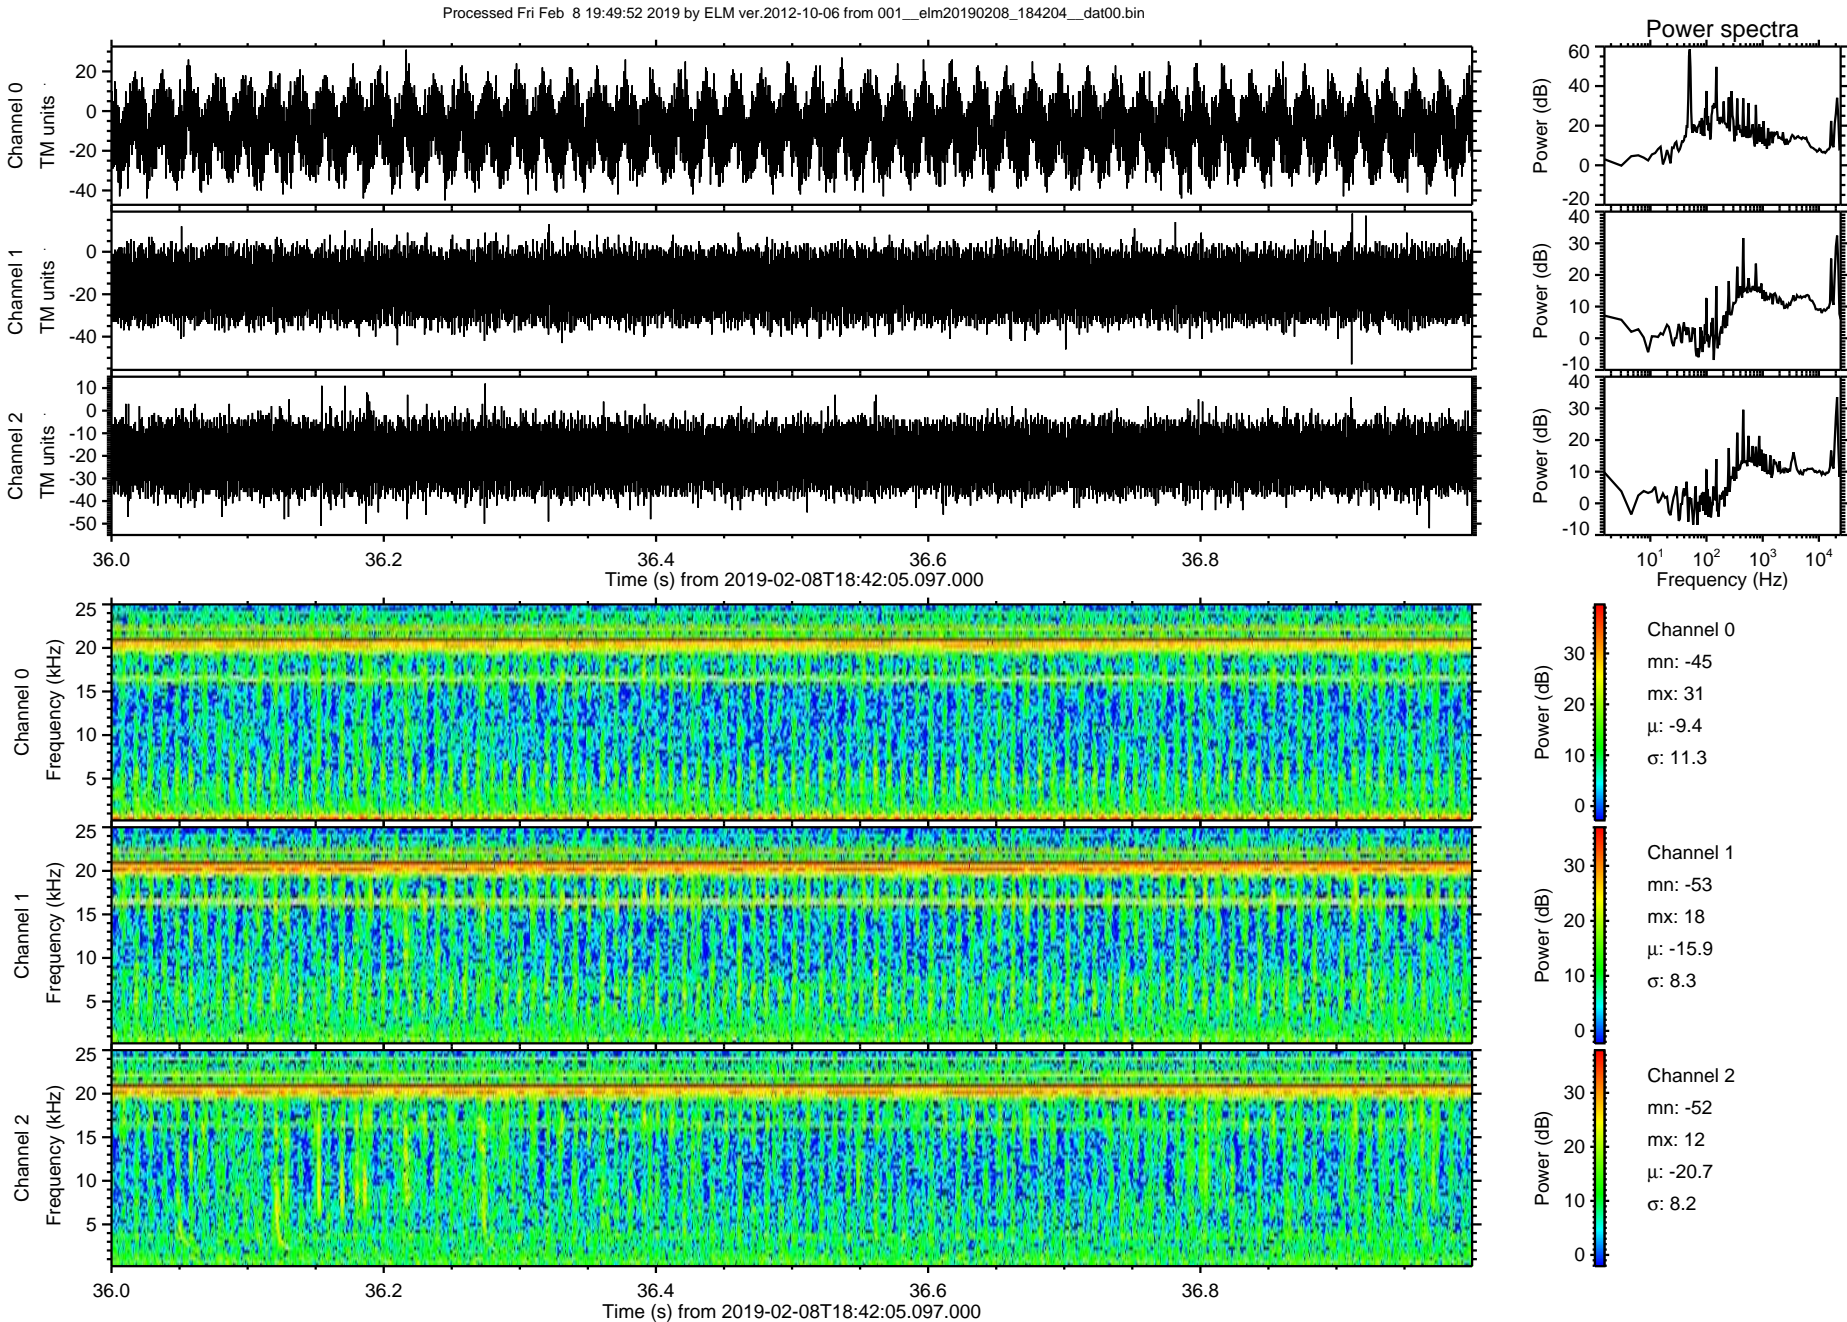 Processed Fri Feb  8 19:49:52 2019 by ELM ver.2012-10-06 from 001__elm20190208_184204__dat00.bin
Power spectra
Channel 0
TM units
20
0
-20
-40
Power (dB)
60
40
20
0
-20
Channel 1
TM units
0
-20
-40
Power (dB)
40
30
20
10
0
-10
Channel 2
TM units
10
0
-10
-20
-30
-40
-50
Power (dB)
40
30
20
10
0
-10
36.0 36.2 36.4 36.6 36.8
Time (s) from 2019-02-08T18:42:05.097.000
10^1 10^2 10^3 10^4
Frequency (Hz)
Channel 0
Frequency (kHz)
25
20
15
10
5
Power (dB)
30
20
10
0
Channel 0
mn: -45
mx: 31
μ: -9.4
σ: 11.3
Channel 1
Frequency (kHz)
25
20
15
10
5
Power (dB)
30
20
10
0
Channel 1
mn: -53
mx: 18
μ: -15.9
σ: 8.3
Channel 2
Frequency (kHz)
25
20
15
10
5
Power (dB)
30
20
10
0
Channel 2
mn: -52
mx: 12
μ: -20.7
σ: 8.2
36.0 36.2 36.4 36.6 36.8
Time (s) from 2019-02-08T18:42:05.097.000